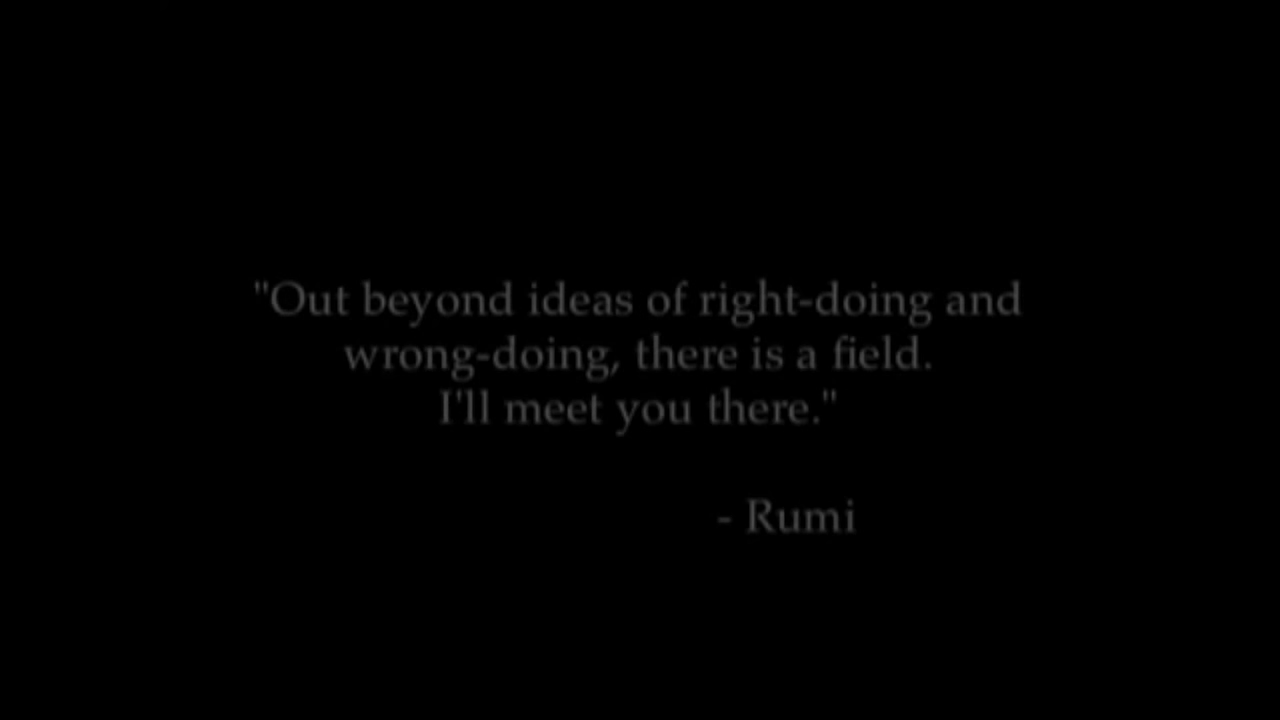 "Out beyond ideas of right-doing and
wrong-doing, there is a field.
I'll meet you there."
- Rumi